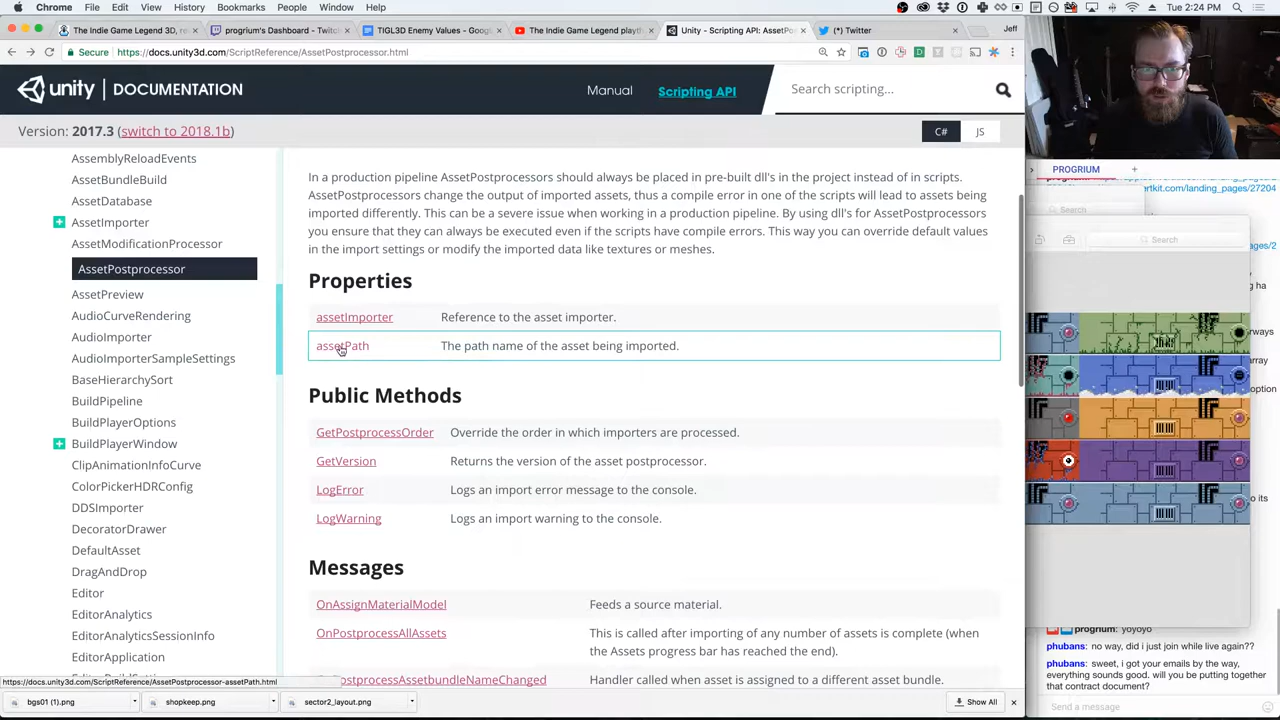 Chrome File Edit View History Bookmarks People Window Help Tue 2:24 PM
The Indie Game Legend 3D, re
progrium's Dashboard - Twitch
TIGL3D Enemy Values - Google
The Indie Game Legend playth
Unity - Scripting API: AssetPos
(*) Twitter
Jeff
Secure https://docs.unity3d.com/ScriptReference/AssetPostprocessor.html
unity | DOCUMENTATION
Manual
Scripting API
Search scripting...
Version: 2017.3 (switch to 2018.1b)
C# JS
AssemblyReloadEvents
AssetBundleBuild
AssetDatabase
AssetImporter
AssetModificationProcessor
AssetPostprocessor
AssetPreview
AudioCurveRendering
AudioImporter
AudioImporterSampleSettings
BaseHierarchySort
BuildPipeline
BuildPlayerOptions
BuildPlayerWindow
ClipAnimationInfoCurve
ColorPickerHDRConfig
DDSImporter
DecoratorDrawer
DefaultAsset
DragAndDrop
Editor
EditorAnalytics
EditorAnalyticsSessionInfo
EditorApplication
In a production pipeline AssetPostprocessors should always be placed in pre-built dll's in the project instead of in scripts.
AssetPostprocessors change the output of imported assets, thus a compile error in one of the scripts will lead to assets being
imported differently. This can be a severe issue when working in a production pipeline. By using dll's for AssetPostprocessors
you ensure that they can always be executed even if the scripts have compile errors. This way you can override default values
in the import settings or modify the imported data like textures or meshes.
Properties
assetImporter Reference to the asset importer.
assetPath The path name of the asset being imported.
Public Methods
GetPostprocessOrder Override the order in which importers are processed.
GetVersion Returns the version of the asset postprocessor.
LogError Logs an import error message to the console.
LogWarning Logs an import warning to the console.
Messages
OnAssignMaterialModel Feeds a source material.
OnPostprocessAllAssets This is called after importing of any number of assets is complete (when
the Assets progress bar has reached the end).
postprocessAssetbundleNameChanged Handler called when asset is assigned to a different asset bundle.
https://docs.unity3d.com/ScriptReference/AssetPostprocessor-assetPath.html
bgs01 (1).png
shopkeep.png
sector2_layout.png
Show All
PROGRIUM
rtkit.com/landing_pages/27204
Search
Search
progrium: yoyoyo
phubans: no way, did i just join while live again??
phubans: sweet, i got your emails by the way,
everything sounds good. will you be putting together
that contract document?
Send a message